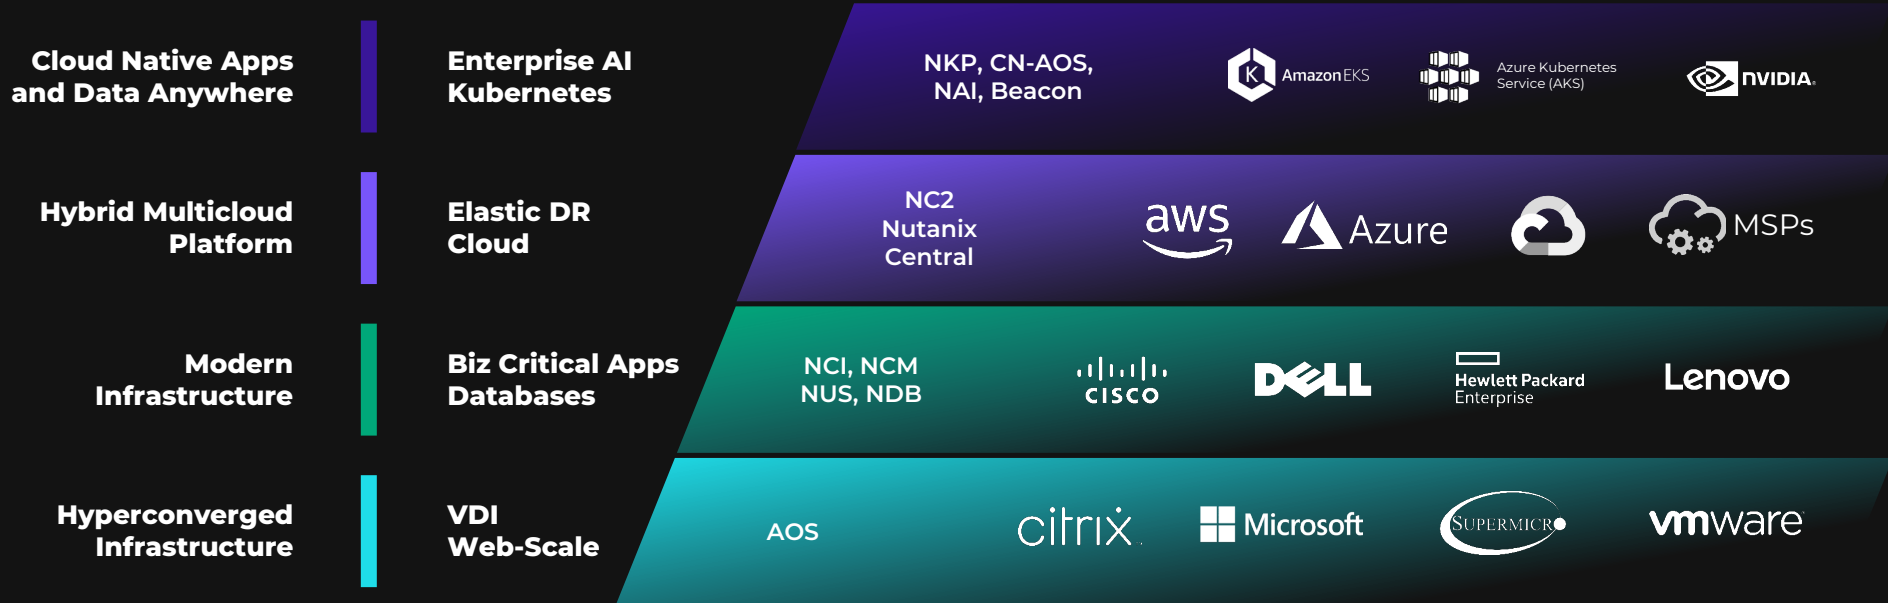 Cloud Native Apps
and Data Anywhere
Enterprise AI
Kubernetes
NKP, CN-AOS,
NAI, Beacon
Amazon EKS
Azure Kubernetes
Service (AKS)
NVIDIA
Hybrid Multicloud
Platform
Elastic DR
Cloud
NC2
Nutanix
Central
aws
Azure
MSPs
Modern
Infrastructure
Biz Critical Apps
Databases
NCI, NCM
NUS, NDB
CISCO
DELL
Hewlett Packard
Enterprise
Lenovo
Hyperconverged
Infrastructure
VDI
Web-Scale
AOS
citrix
Microsoft
SUPERMICRO
vmware